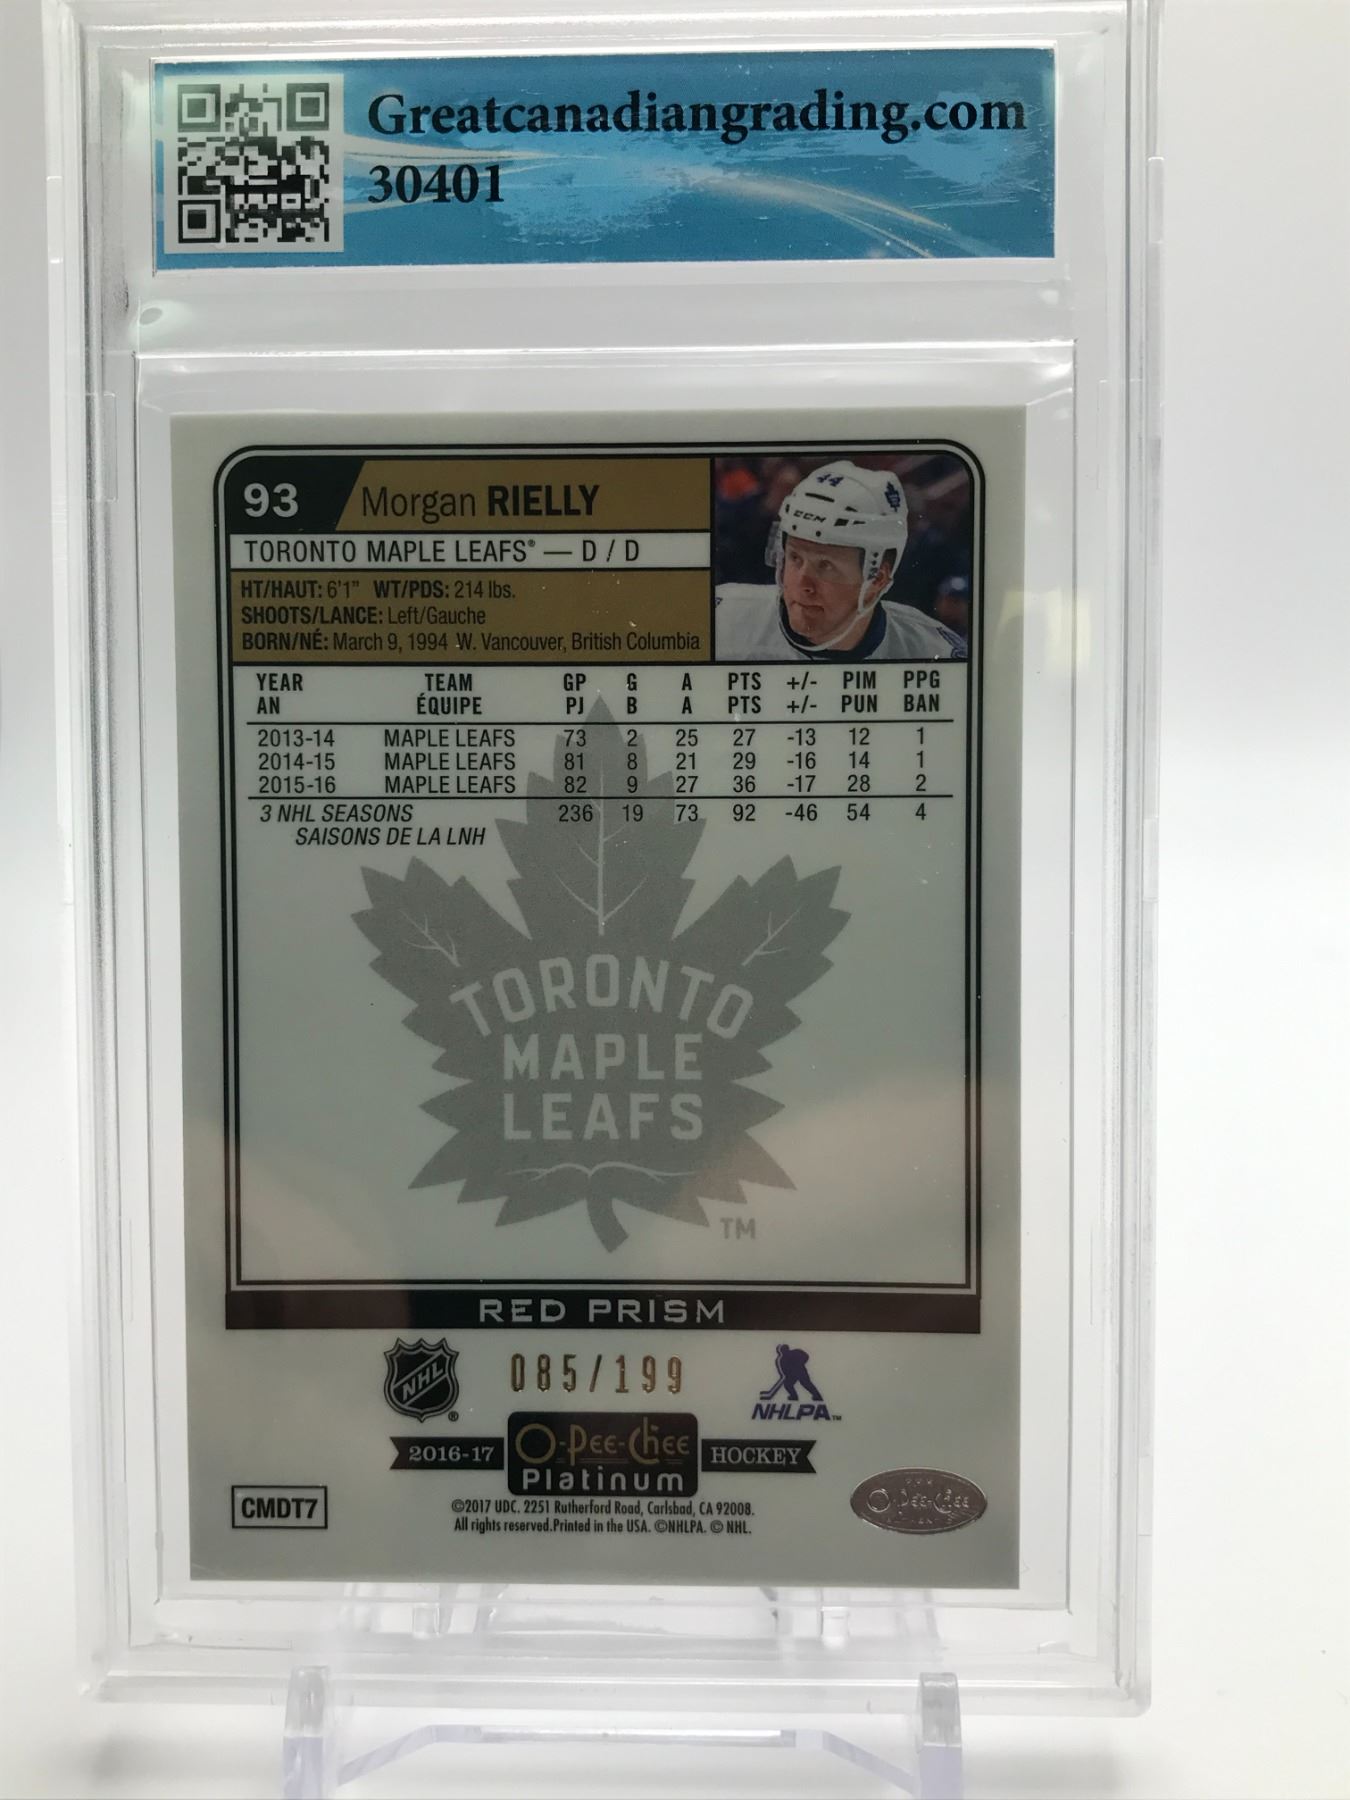 Greatcanadiangrading.com
30401
93 Morgan RIELLY
TORONTO MAPLE LEAFS® — D / D
HT/HAUT: 6'1" WT/PDS: 214 lbs.
SHOOTS/LANCE: Left/Gauche
BORN/NÉ: March 9, 1994 W. Vancouver, British Columbia
44
CCM
YEAR TEAM GP G A PTS +/- PIM PPG
AN ÉQUIPE PJ B A PTS +/- PUN BAN
2013-14 MAPLE LEAFS 73 2 25 27 -13 12 1
2014-15 MAPLE LEAFS 81 8 21 29 -16 14 1
2015-16 MAPLE LEAFS 82 9 27 36 -17 28 2
3 NHL SEASONS 236 19 73 92 -46 54 4
SAISONS DE LA LNH
TORONTO
MAPLE
LEAFS
TM
RED PRISM
NHL ® 085/199 NHLPA™
2016-17 O-Pee-Chee HOCKEY
Platinum
CMDT7
©2017 UDC. 2251 Rutherford Road, Carlsbad, CA 92008.
All rights reserved.Printed in the USA. ©NHLPA. © NHL.
O-Pee-Chee